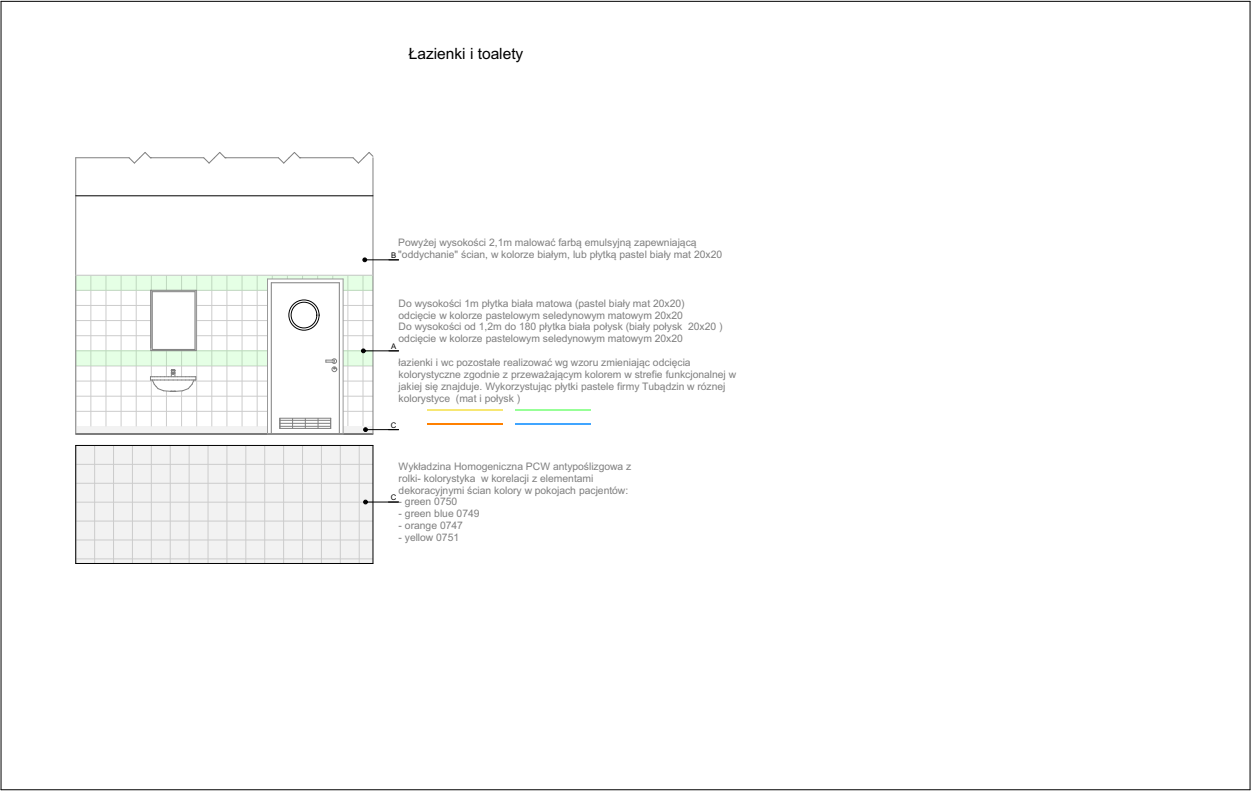 Łazienki i toalety
Powyżej wysokości 2,1m malować farbą emulsyjną zapewniającą
B "oddychanie" ścian, w kolorze białym, lub płytką pastel biały mat 20x20
Do wysokości 1m płytka biała matowa (pastel biały mat 20x20)
odcięcie w kolorze pastelowym seledynowym matowym 20x20
Do wysokości od 1,2m do 180 płytka biała połysk (biały połysk 20x20 )
odcięcie w kolorze pastelowym seledynowym matowym 20x20
A
łazienki i wc pozostałe realizować wg wzoru zmieniając odcięcia
kolorystyczne zgodnie z przeważającym kolorem w strefie funkcjonalnej w
jakiej się znajduje. Wykorzystując płytki pastele firmy Tubądzin w róznej
kolorystyce (mat i połysk )
C
Wykładzina Homogeniczna PCW antypoślizgowa z
rolki- kolorystyka w korelacji z elementami
dekoracyjnymi ścian kolory w pokojach pacjentów:
C - green 0750
- green blue 0749
- orange 0747
- yellow 0751